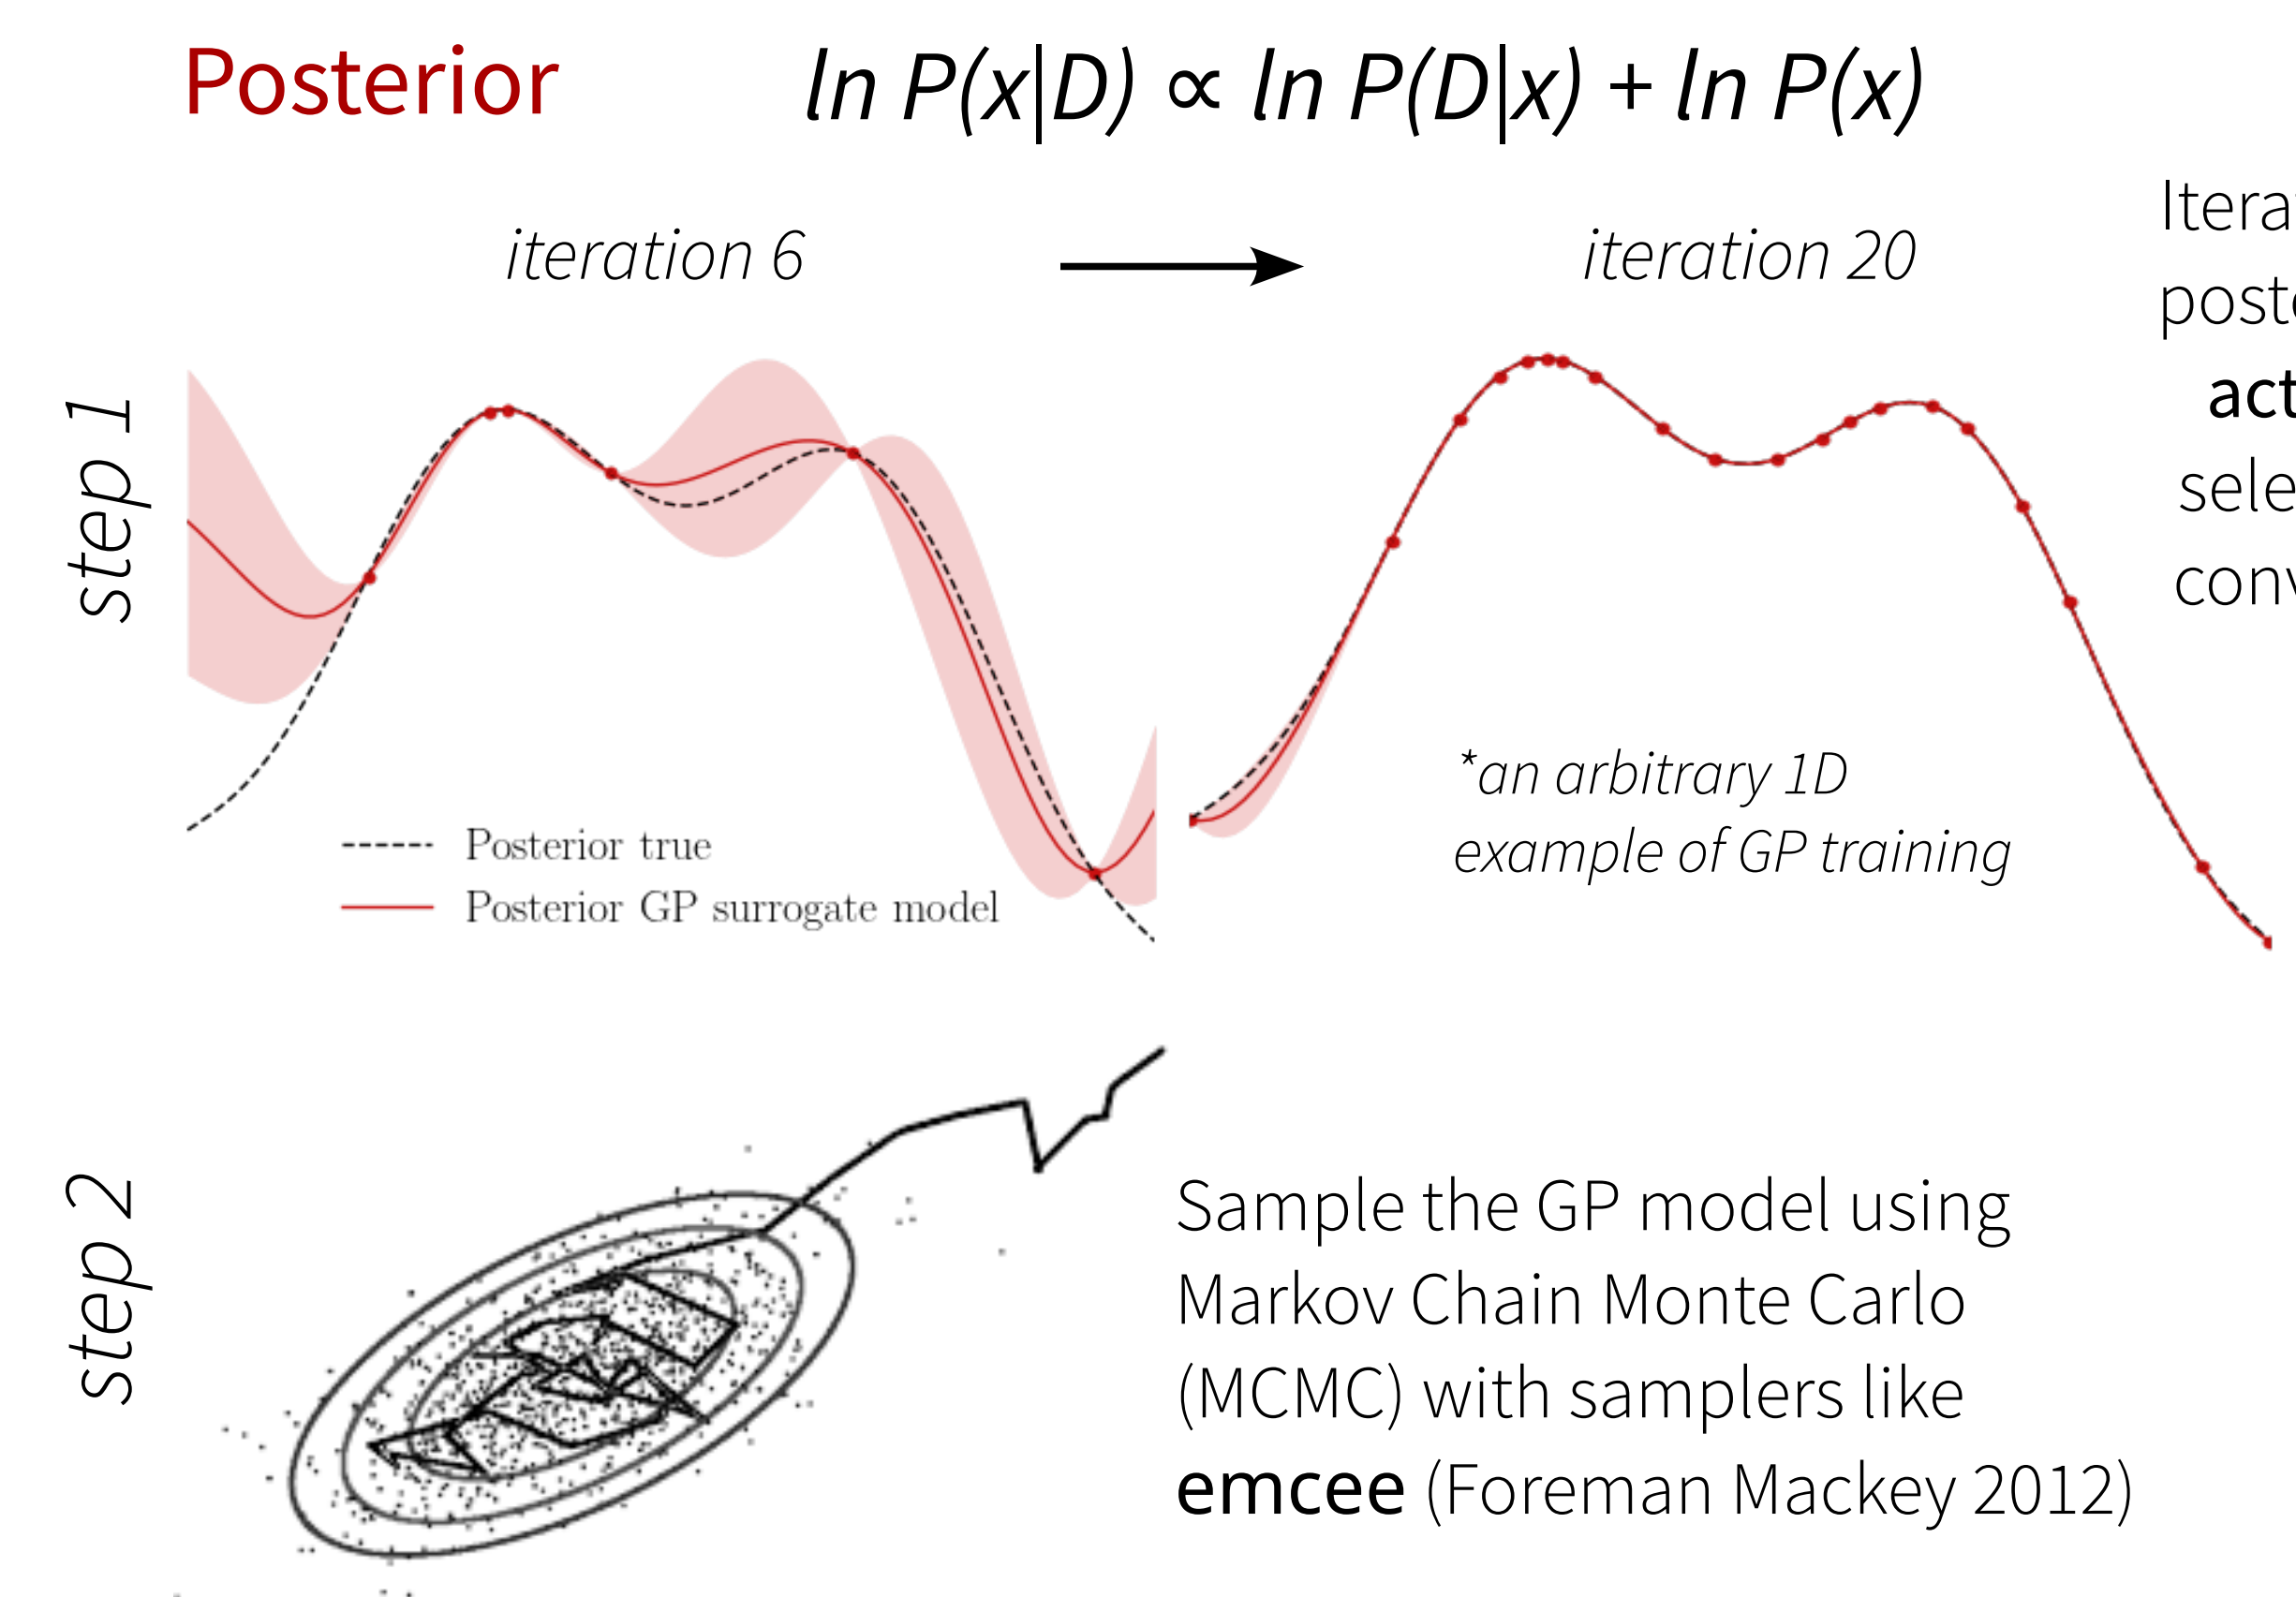 Posterior
ln P(x|D) ∝ ln P(D|x) + ln P(x)
iteration 6
iteration 20
step 1
Posterior true
Posterior GP surrogate model
*an arbitrary 1D
example of GP training
step 2
Sample the GP model using
Markov Chain Monte Carlo
(MCMC) with samplers like
emcee (Foreman Mackey 2012)